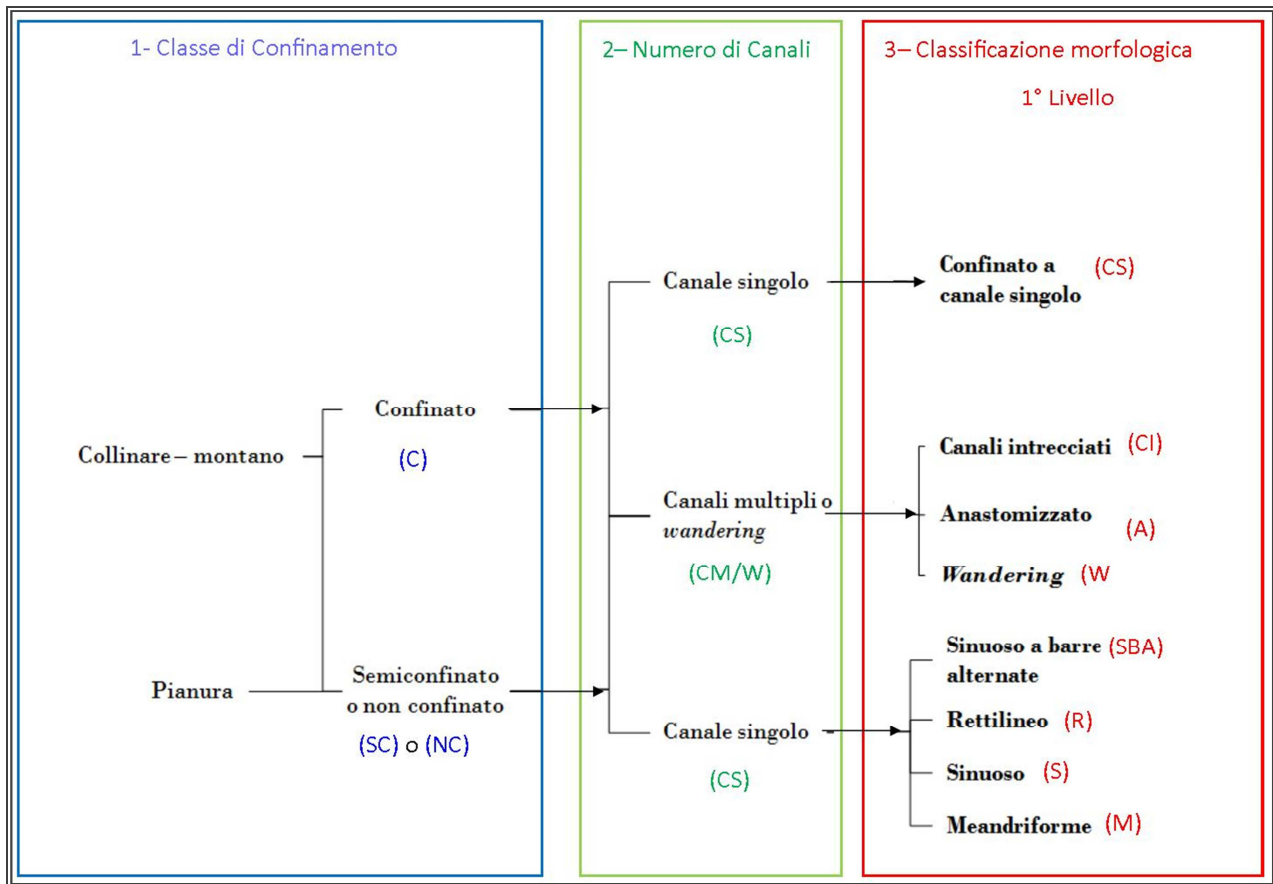 1- Classe di Confinamento
2– Numero di Canali
3– Classificazione morfologica
1° Livello
Collinare – montano
Pianura
Confinato
(C)
Semiconfinato
o non confinato
(SC) o (NC)
Canale singolo
(CS)
Canali multipli o
wandering
(CM/W)
Canale singolo
(CS)
Confinato a (CS)
canale singolo
Canali intrecciati (CI)
Anastomizzato (A)
Wandering (W
Sinuoso a barre (SBA)
alternate
Rettilineo (R)
Sinuoso (S)
Meandriforme (M)